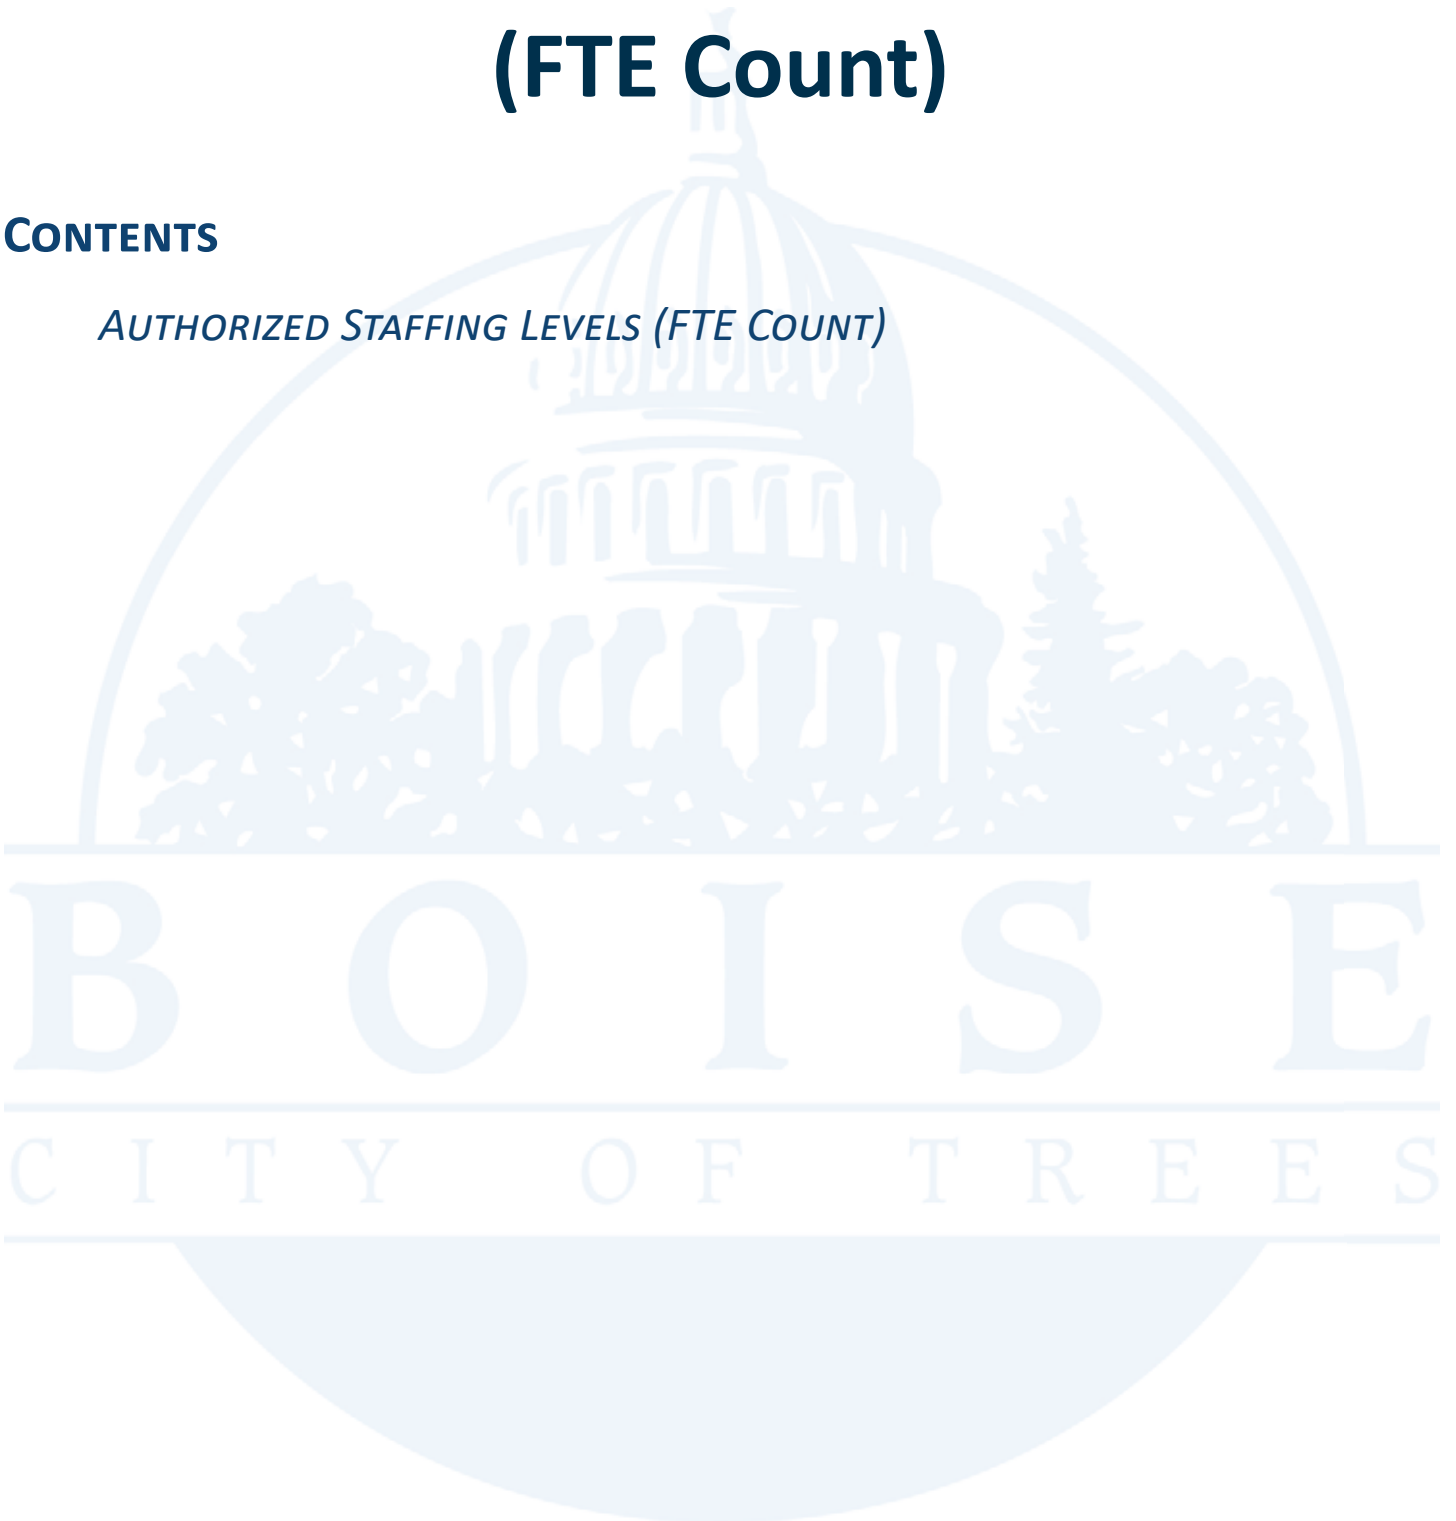 (FTE Count)
CONTENTS
AUTHORIZED STAFFING LEVELS (FTE COUNT)
BOISE
CITY OF TREES